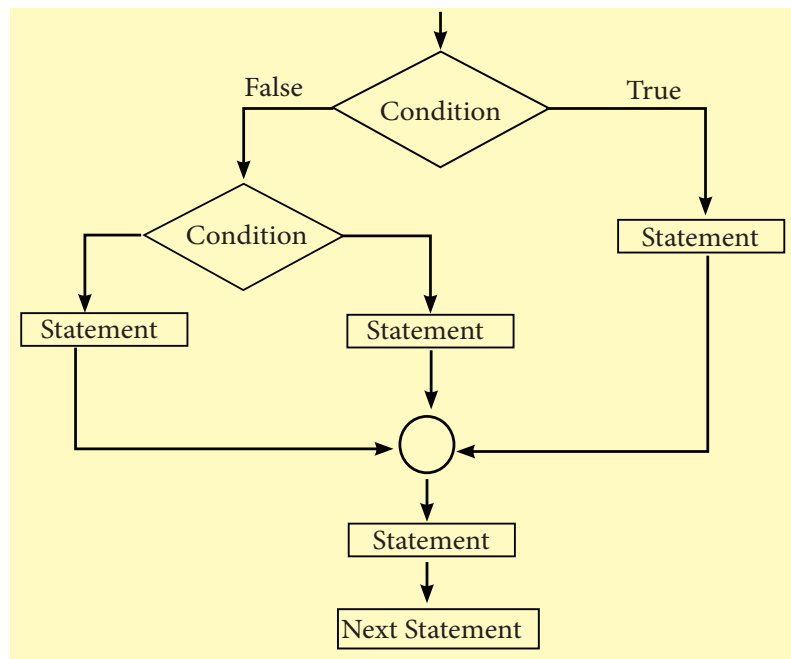 False
True
Condition
Condition
Statement
Statement
Statement
Statement
Next Statement